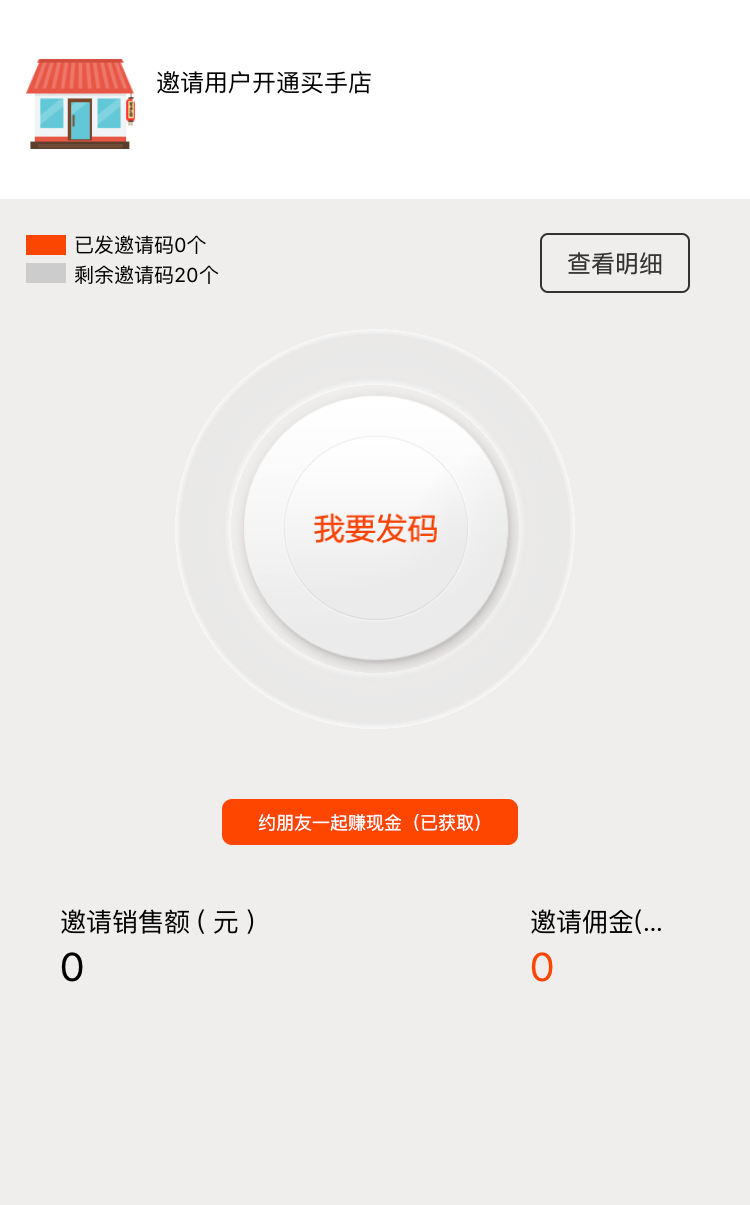 邀请用户开通买手店
已发邀请码0个
剩余邀请码20个
查看明细
我要发码
约朋友一起赚现金（已获取）
邀请销售额 ( 元 )
邀请佣金(...
0
0